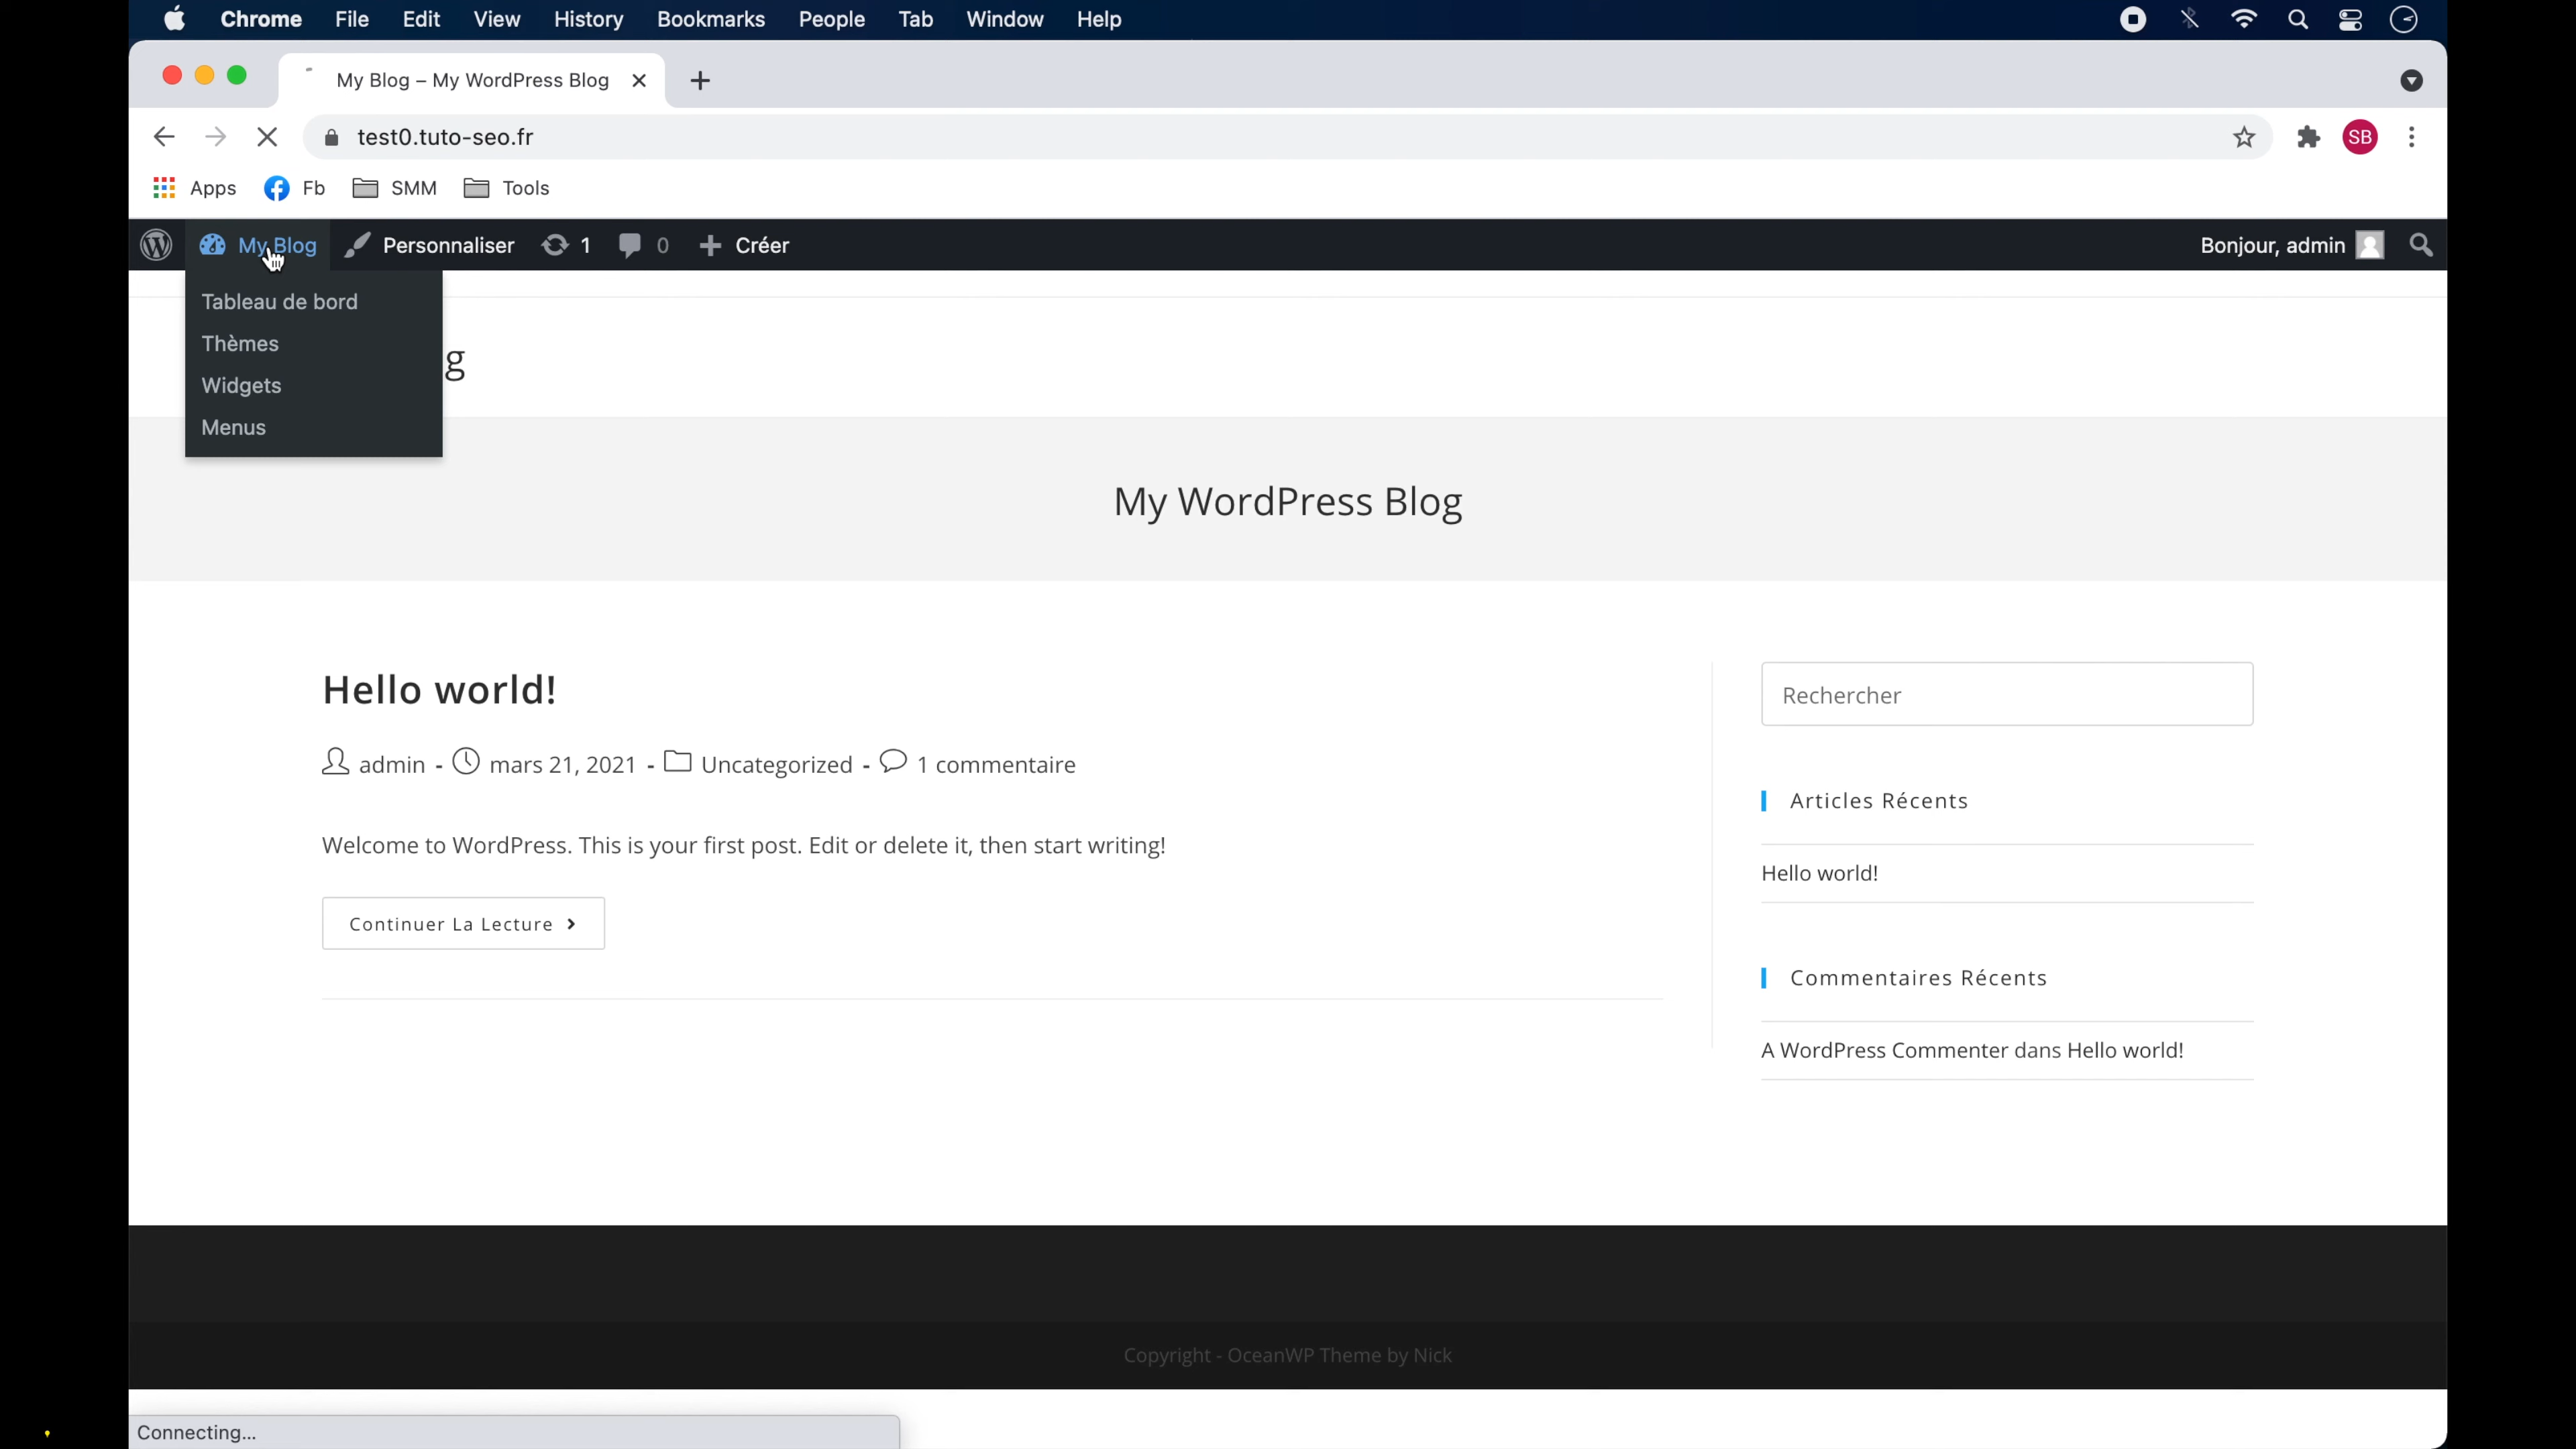 Chrome File Edit View History Bookmarks People Tab Window Help
My Blog – My WordPress Blog
test0.tuto-seo.fr
SB
Apps Fb SMM Tools
My Blog Personnaliser 1 0 Créer Bonjour, admin
Tableau de bord
Thèmes
Widgets
Menus
g
My WordPress Blog
Hello world!
admin - mars 21, 2021 - Uncategorized - 1 commentaire
Welcome to WordPress. This is your first post. Edit or delete it, then start writing!
Continuer La Lecture
Rechercher
Articles Récents
Hello world!
Commentaires Récents
A WordPress Commenter dans Hello world!
Copyright - OceanWP Theme by Nick
Connecting...